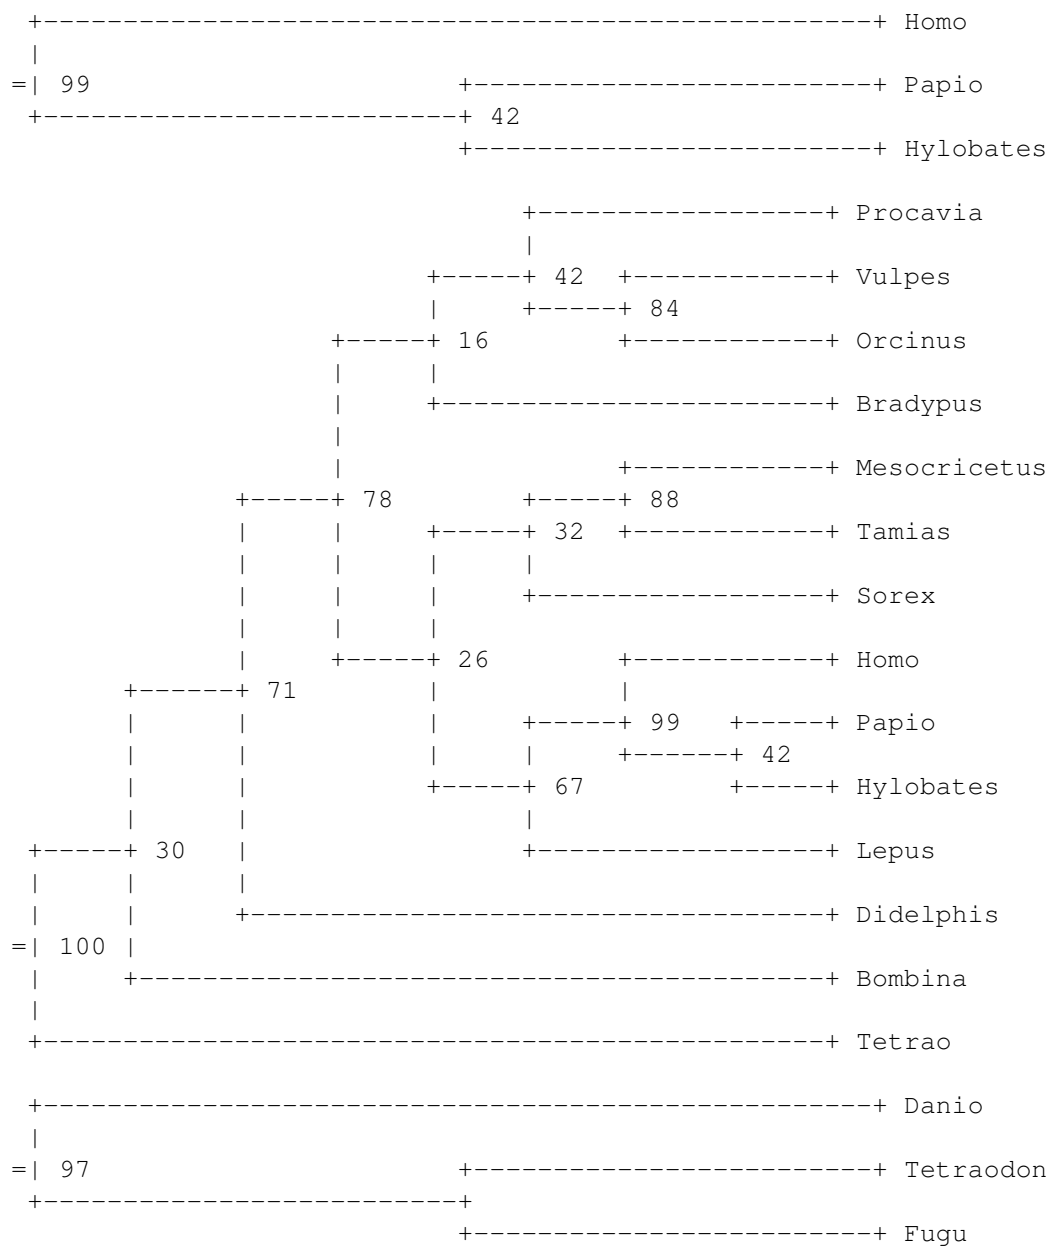 Homo
99 Papio
42
Hylobates
Procavia
42 Vulpes
84
16 Orcinus
Bradypus
Mesocricetus
78 88
32 Tamias
Sorex
26 Homo
71
99 Papio
42
67 Hylobates
30 Lepus
Didelphis
100
Bombina
Tetrao
Danio
97 Tetraodon
Fugu